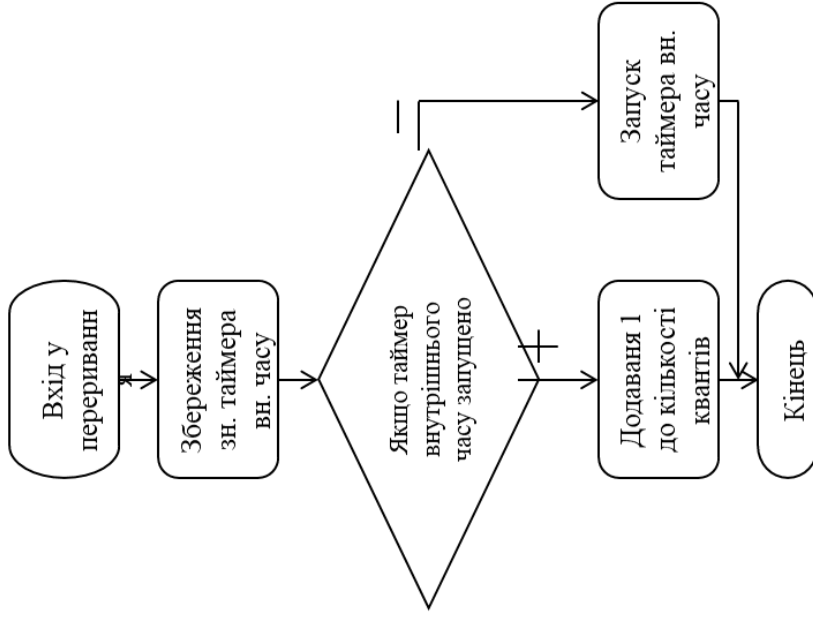 Вхід у
перериванн
я
Збереження
зн. таймера
вн. часу
Якщо таймер
внутрішнього
часу запущено
+
—
Додаваня 1
до кількості
квантів
Запуск
таймера вн.
часу
Кінець